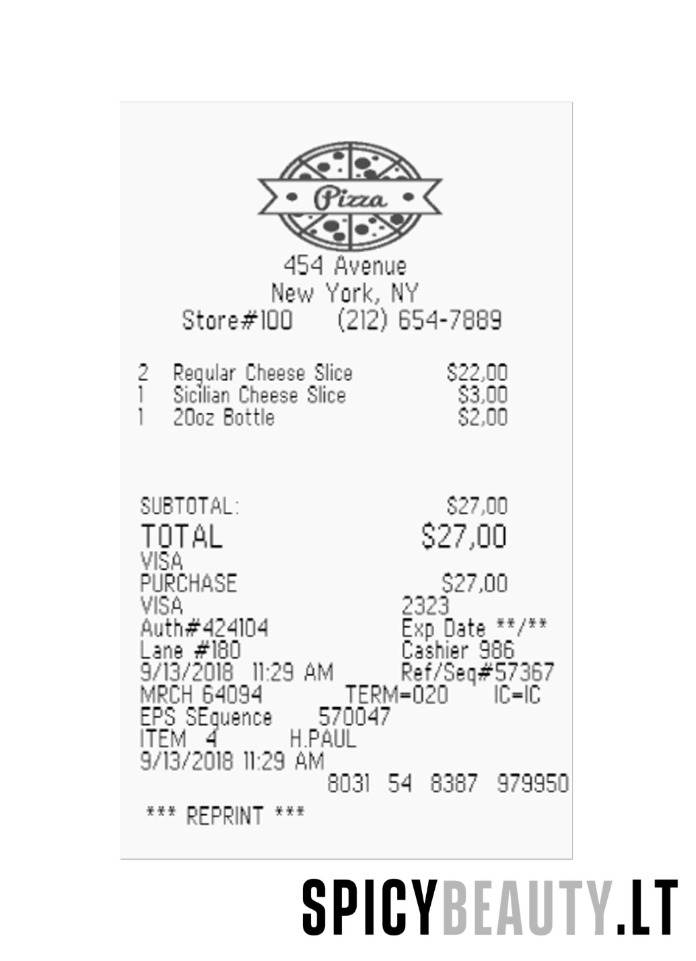 Pizza
454 Avenue
New York, NY
Store#100 (212) 654-7889
2 Regular Cheese Slice $22,00
1 Sicilian Cheese Slice $3,00
1 20oz Bottle $2,00
SUBTOTAL: $27,00
TOTAL $27,00
VISA
PURCHASE $27,00
VISA 2323
Auth#424104 Exp Date **/**
Lane #180 Cashier 986
9/13/2018 11:29 AM Ref/Seq#57367
MRCH 64094 TERM=020 IC=IC
EPS SEquence 570047
ITEM 4 H.PAUL
9/13/2018 11:29 AM
8031 54 8387 979950
*** REPRINT ***
SPICYBEAUTY.LT